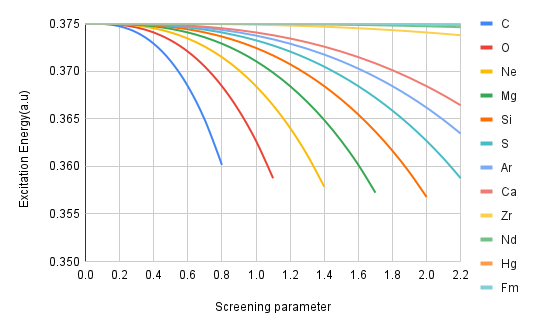 0.375
0.370
0.365
0.360
0.355
0.350
Excitation Energy(a.u)
0.0 0.2 0.4 0.6 0.8 1.0 1.2 1.4 1.6 1.8 2.0 2.2
Screening parameter
C
O
Ne
Mg
Si
S
Ar
Ca
Zr
Nd
Hg
Fm